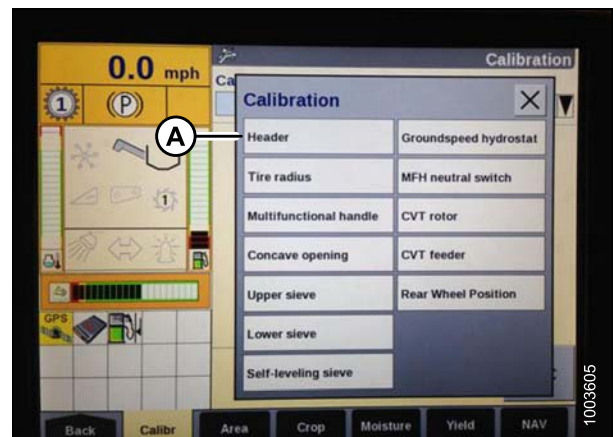 0.0 mph
Calibration
Ca
1
(P)
1
GPS
Calibration
A
Header
Groundspeed hydrostat
Tire radius
MFH neutral switch
Multifunctional handle
CVT rotor
Concave opening
CVT feeder
Upper sieve
Rear Wheel Position
Lower sieve
Self-leveling sieve
Back
Calibr
Area
Crop
Moisture
Yield
NAV
1003605